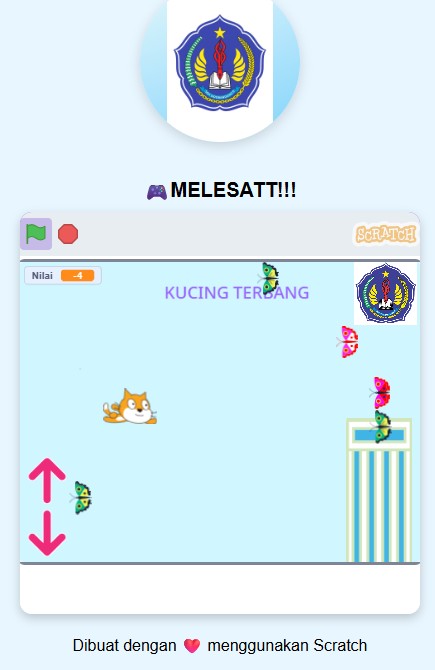 🎮 MELESATT!!!
SCRATCH
Nilai -4
KUCING TERBANG
Dibuat dengan 💖 menggunakan Scratch